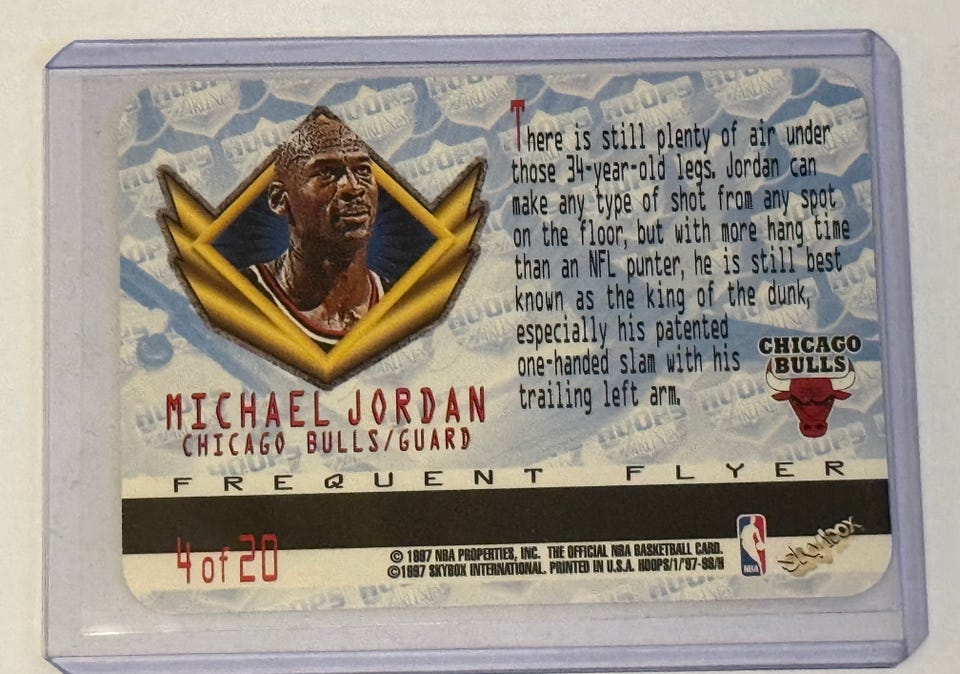 There is still plenty of air under
those 34-year-old legs. Jordan can
make any type of shot from any spot
on the floor, but with more hang time
than an NFL punter, he is still best
known as the king of the dunk,
especially his patented
one-handed slam with his
trailing left arm.
CHICAGO
BULLS
MICHAEL JORDAN
CHICAGO BULLS/GUARD
FREQUENT FLYER
4 of 20
© 1997 NBA PROPERTIES, INC. THE OFFICIAL NBA BASKETBALL CARD.
©1997 SKYBOX INTERNATIONAL. PRINTED IN U.S.A. HOOPS/1/'97-98/H
NBA
Skybox
HOOPS